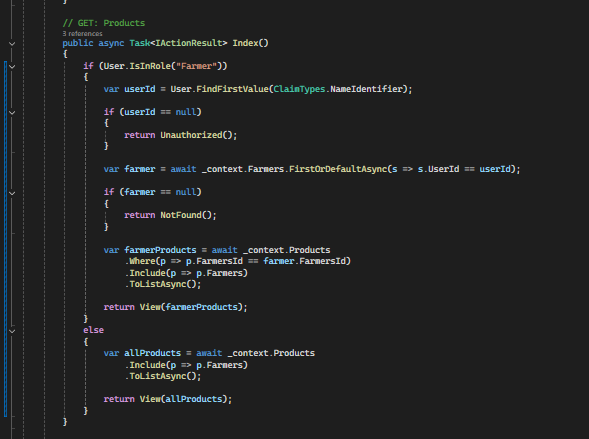 }
// GET: Products
3 references
public async Task<IActionResult> Index()
{
if (User.IsInRole("Farmer"))
{
var userId = User.FindFirstValue(ClaimTypes.NameIdentifier);
if (userId == null)
{
return Unauthorized();
}
var farmer = await _context.Farmers.FirstOrDefaultAsync(s => s.UserId == userId);
if (farmer == null)
{
return NotFound();
}
var farmerProducts = await _context.Products
.Where(p => p.FarmersId == farmer.FarmersId)
.Include(p => p.Farmers)
.ToListAsync();
return View(farmerProducts);
}
else
{
var allProducts = await _context.Products
.Include(p => p.Farmers)
.ToListAsync();
return View(allProducts);
}
}